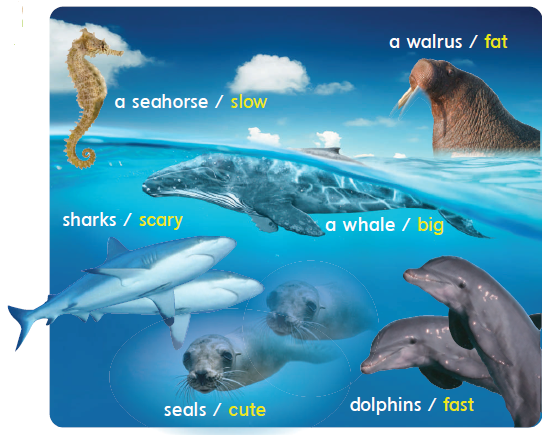 a walrus / fat
a seahorse / slow
sharks / scary
a whale / big
seals / cute
dolphins / fast